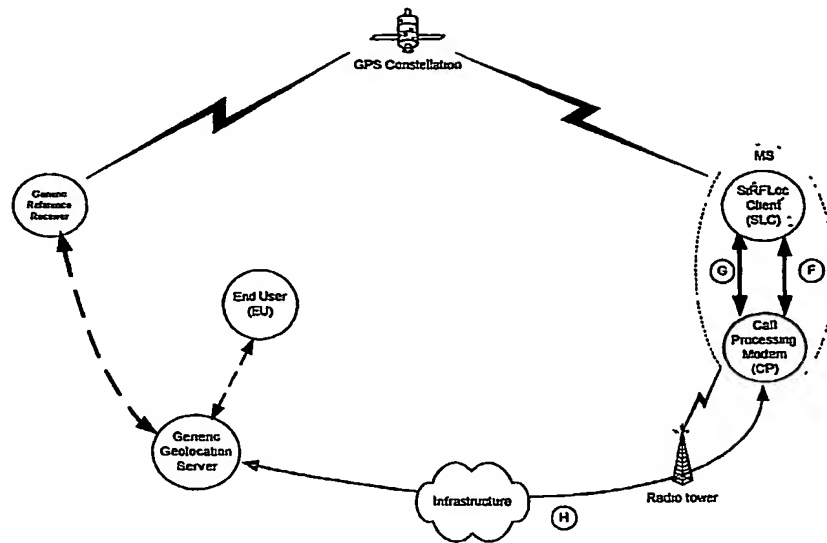 GPS Constellation
MS
Generic
Reference
Receiver
SiRFLoc
Client
(SLC)
G
F
End User
(EU)
Call
Processing
Modem
(CP)
Generic
Geolocation
Server
Infrastructure
H
Radio tower